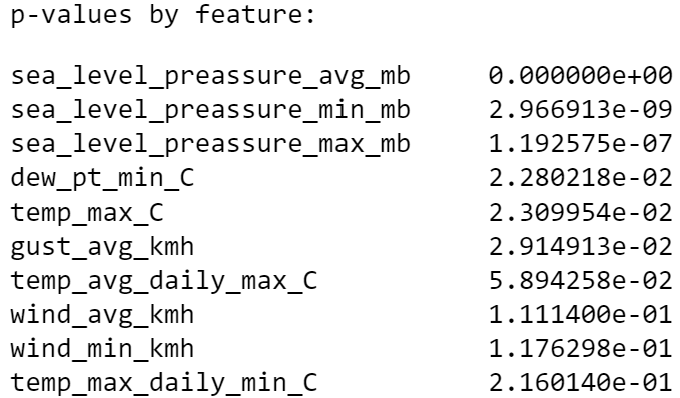 p-values by feature:
sea_level_preassure_avg_mb 0.000000e+00
sea_level_preassure_min_mb 2.966913e-09
sea_level_preassure_max_mb 1.192575e-07
dew_pt_min_C 2.280218e-02
temp_max_C 2.309954e-02
gust_avg_kmh 2.914913e-02
temp_avg_daily_max_C 5.894258e-02
wind_avg_kmh 1.111400e-01
wind_min_kmh 1.176298e-01
temp_max_daily_min_C 2.160140e-01